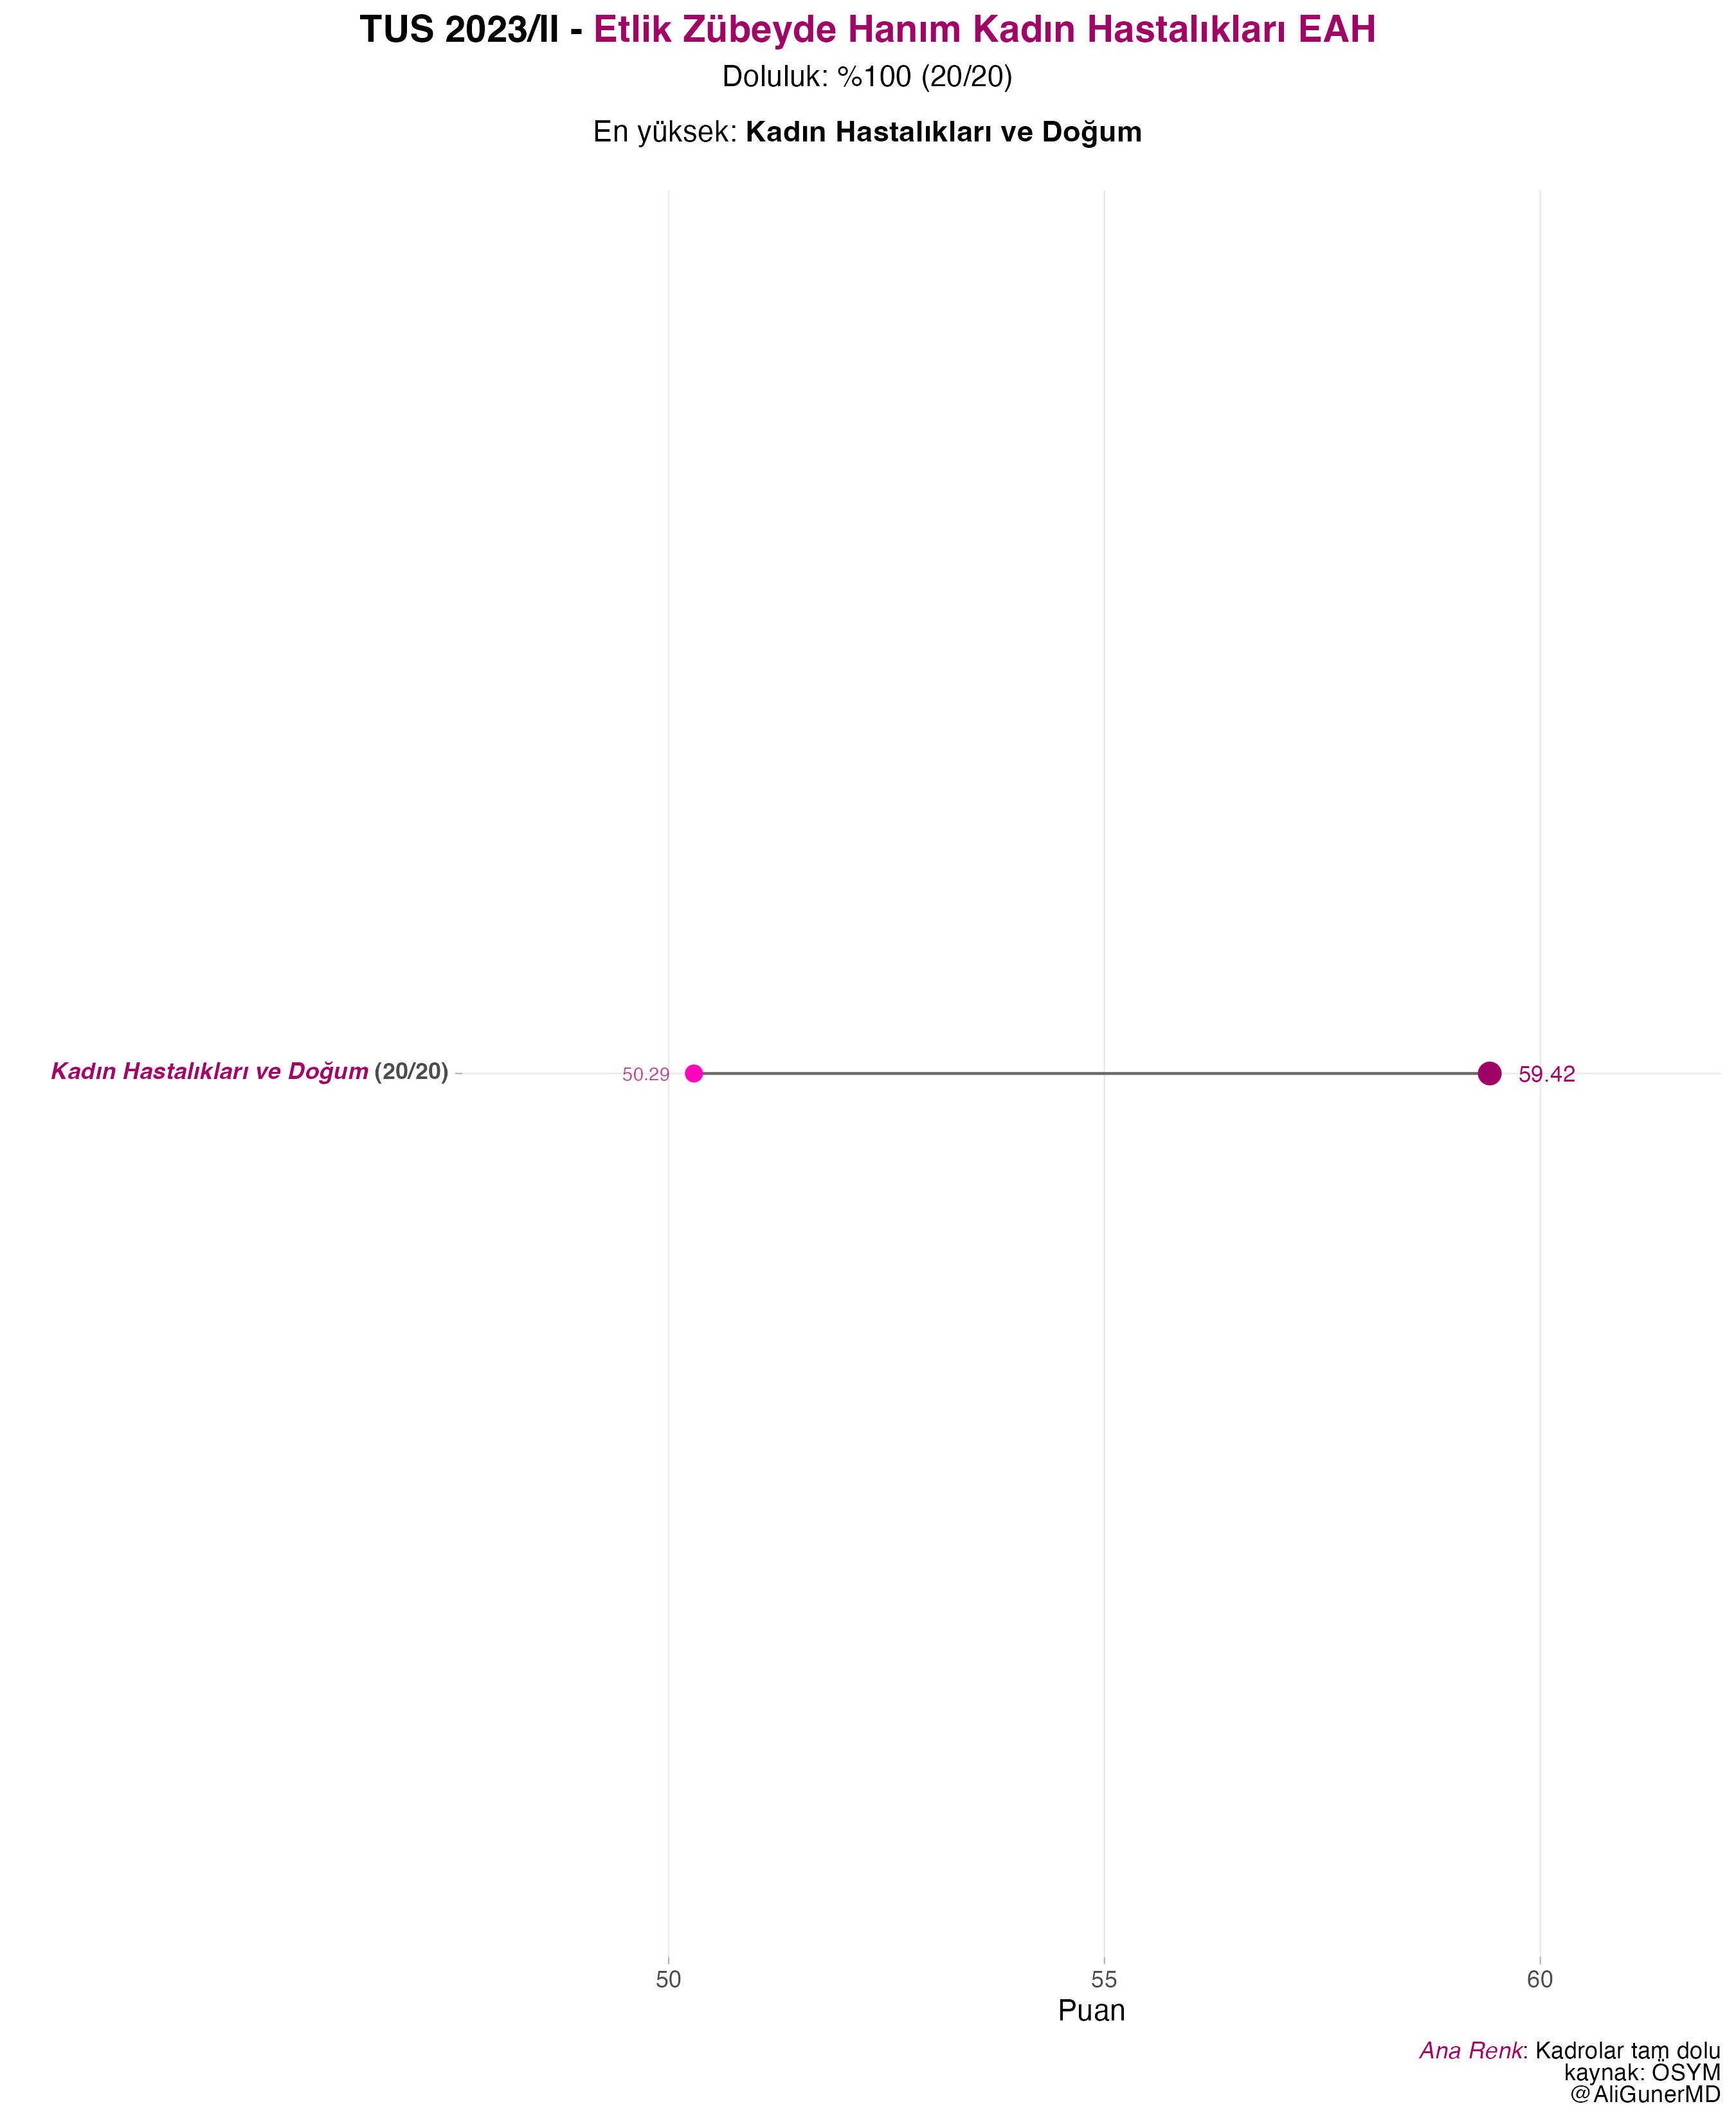 TUS 2023/II - Etlik Zübeyde Hanım Kadın Hastalıkları EAH
Doluluk: %100 (20/20)
En yüksek: Kadın Hastalıkları ve Doğum
Kadın Hastalıkları ve Doğum (20/20)
50.29
59.42
50
55
60
Puan
Ana Renk: Kadrolar tam dolu
kaynak: ÖSYM
@AliGunerMD